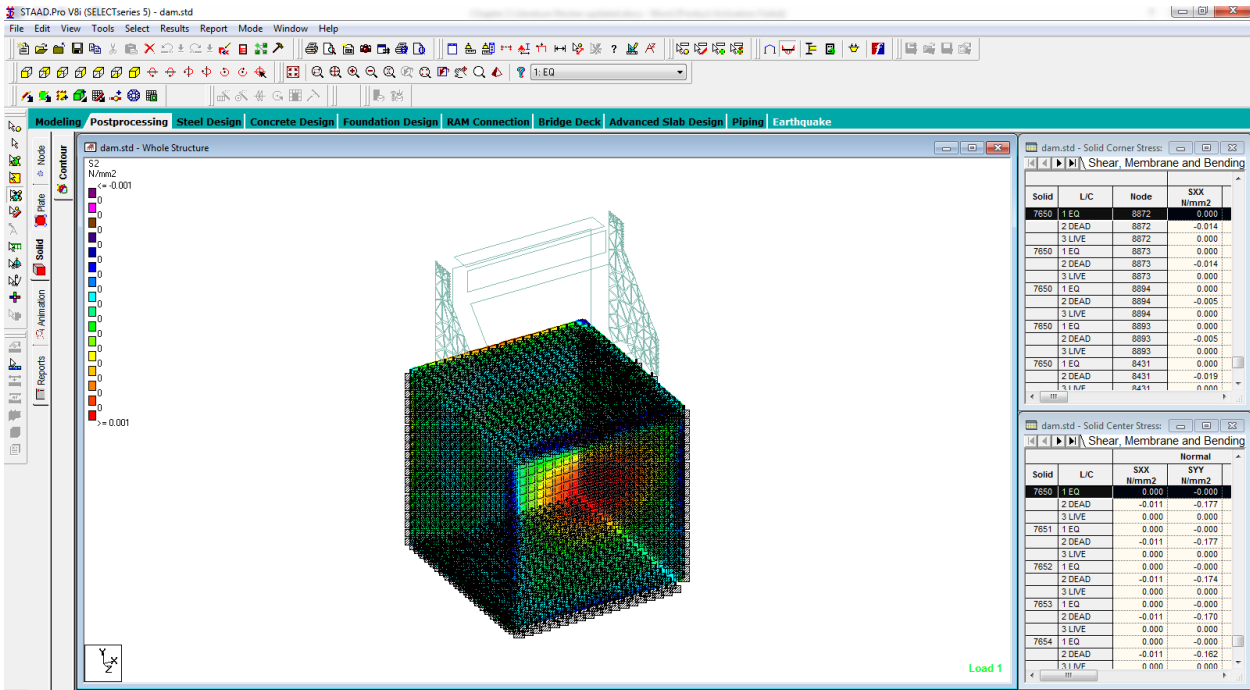 STAAD.Pro V8i (SELECTseries 5) - dam.std
File Edit View Tools Select Results Report Mode Window Help
1: EQ
Modeling Postprocessing Steel Design Concrete Design Foundation Design RAM Connection Bridge Deck Advanced Slab Design Piping Earthquake
Node
Plate
Solid
Animation
Reports
Contour
dam.std - Whole Structure
S2
N/mm2
<= -0.001
0
0
0
0
0
0
0
0
0
0
0
0
0
0
>= 0.001
Y
X
Z
Load 1
dam.std - Solid Corner Stress:
Shear, Membrane and Bending
Solid L/C Node SXX N/mm2
7650 1 EQ 8872 0.000
2 DEAD 8872 -0.014
3 LIVE 8872 0.000
7650 1 EQ 8873 0.000
2 DEAD 8873 -0.014
3 LIVE 8873 0.000
7650 1 EQ 8894 0.000
2 DEAD 8894 -0.005
3 LIVE 8894 0.000
7650 1 EQ 8893 0.000
2 DEAD 8893 -0.005
3 LIVE 8893 0.000
7650 1 EQ 8431 0.000
2 DEAD 8431 -0.019
3 LIVE 8431 0.000
dam.std - Solid Center Stress:
Shear, Membrane and Bending
Normal
Solid L/C SXX N/mm2 SYY N/mm2
7650 1 EQ 0.000 -0.000
2 DEAD -0.011 -0.177
3 LIVE 0.000 0.000
7651 1 EQ 0.000 -0.000
2 DEAD -0.011 -0.177
3 LIVE 0.000 0.000
7652 1 EQ 0.000 -0.000
2 DEAD -0.011 -0.174
3 LIVE 0.000 0.000
7653 1 EQ 0.000 -0.000
2 DEAD -0.011 -0.170
3 LIVE 0.000 0.000
7654 1 EQ 0.000 -0.000
2 DEAD -0.011 -0.162
3 LIVE 0.000 0.000